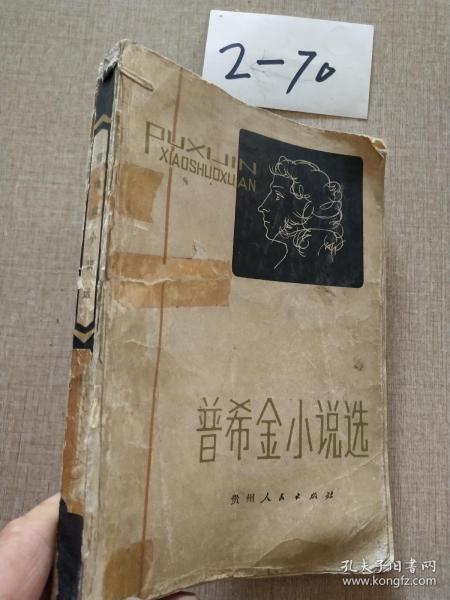 2-70
PUXIJIN
XIAOSHUOXUAN
普希金小说选
贵州人民出版社
孔夫子旧书网
www.kongfz.com